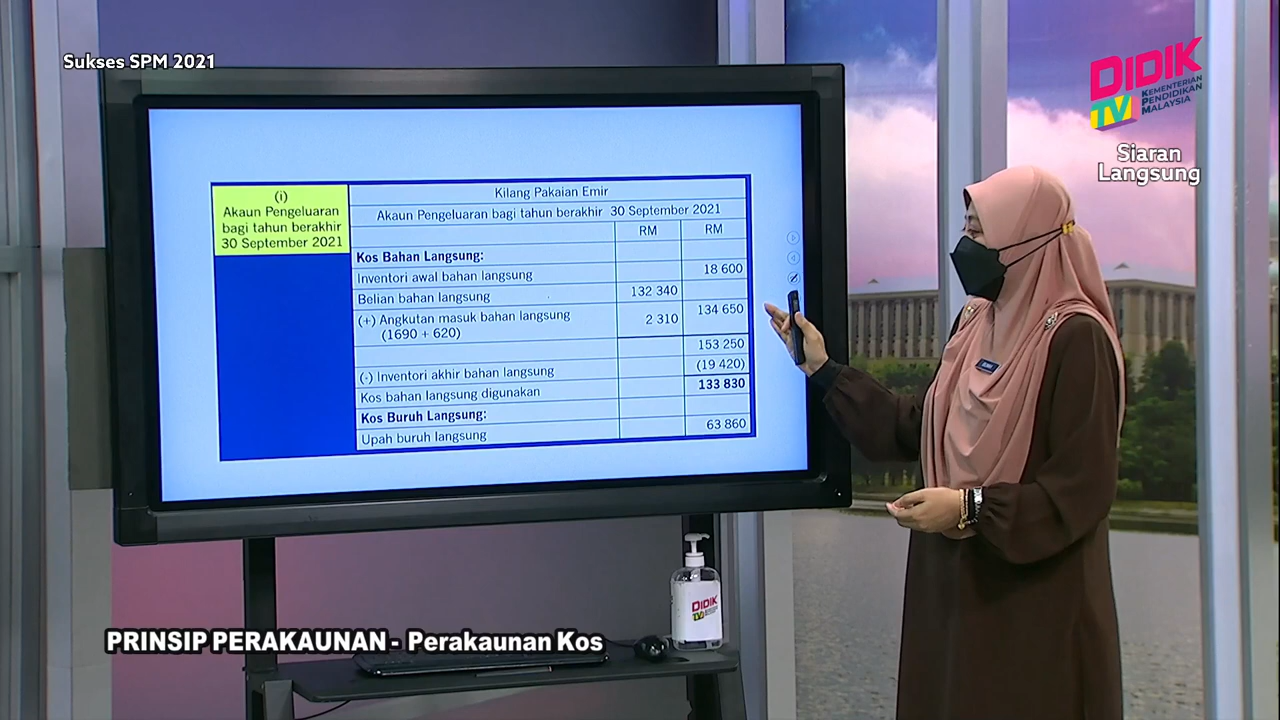 Sukses SPM 2021
DIDIK
TV
KEMENTERIAN
PENDIDIKAN
MALAYSIA
Siaran
Langsung
(i)
Akaun Pengeluaran
bagi tahun berakhir
30 September 2021
Kilang Pakaian Emir
Akaun Pengeluaran bagi tahun berakhir 30 September 2021
RM RM
Kos Bahan Langsung:
Inventori awal bahan langsung 18 600
Belian bahan langsung 132 340
(+) Angkutan masuk bahan langsung 2 310 134 650
(1690 + 620)
153 250
(-) Inventori akhir bahan langsung (19 420)
Kos bahan langsung digunakan 133 830
Kos Buruh Langsung:
Upah buruh langsung 63 860
DIDIK
TV
PRINSIP PERAKAUNAN - Perakaunan Kos